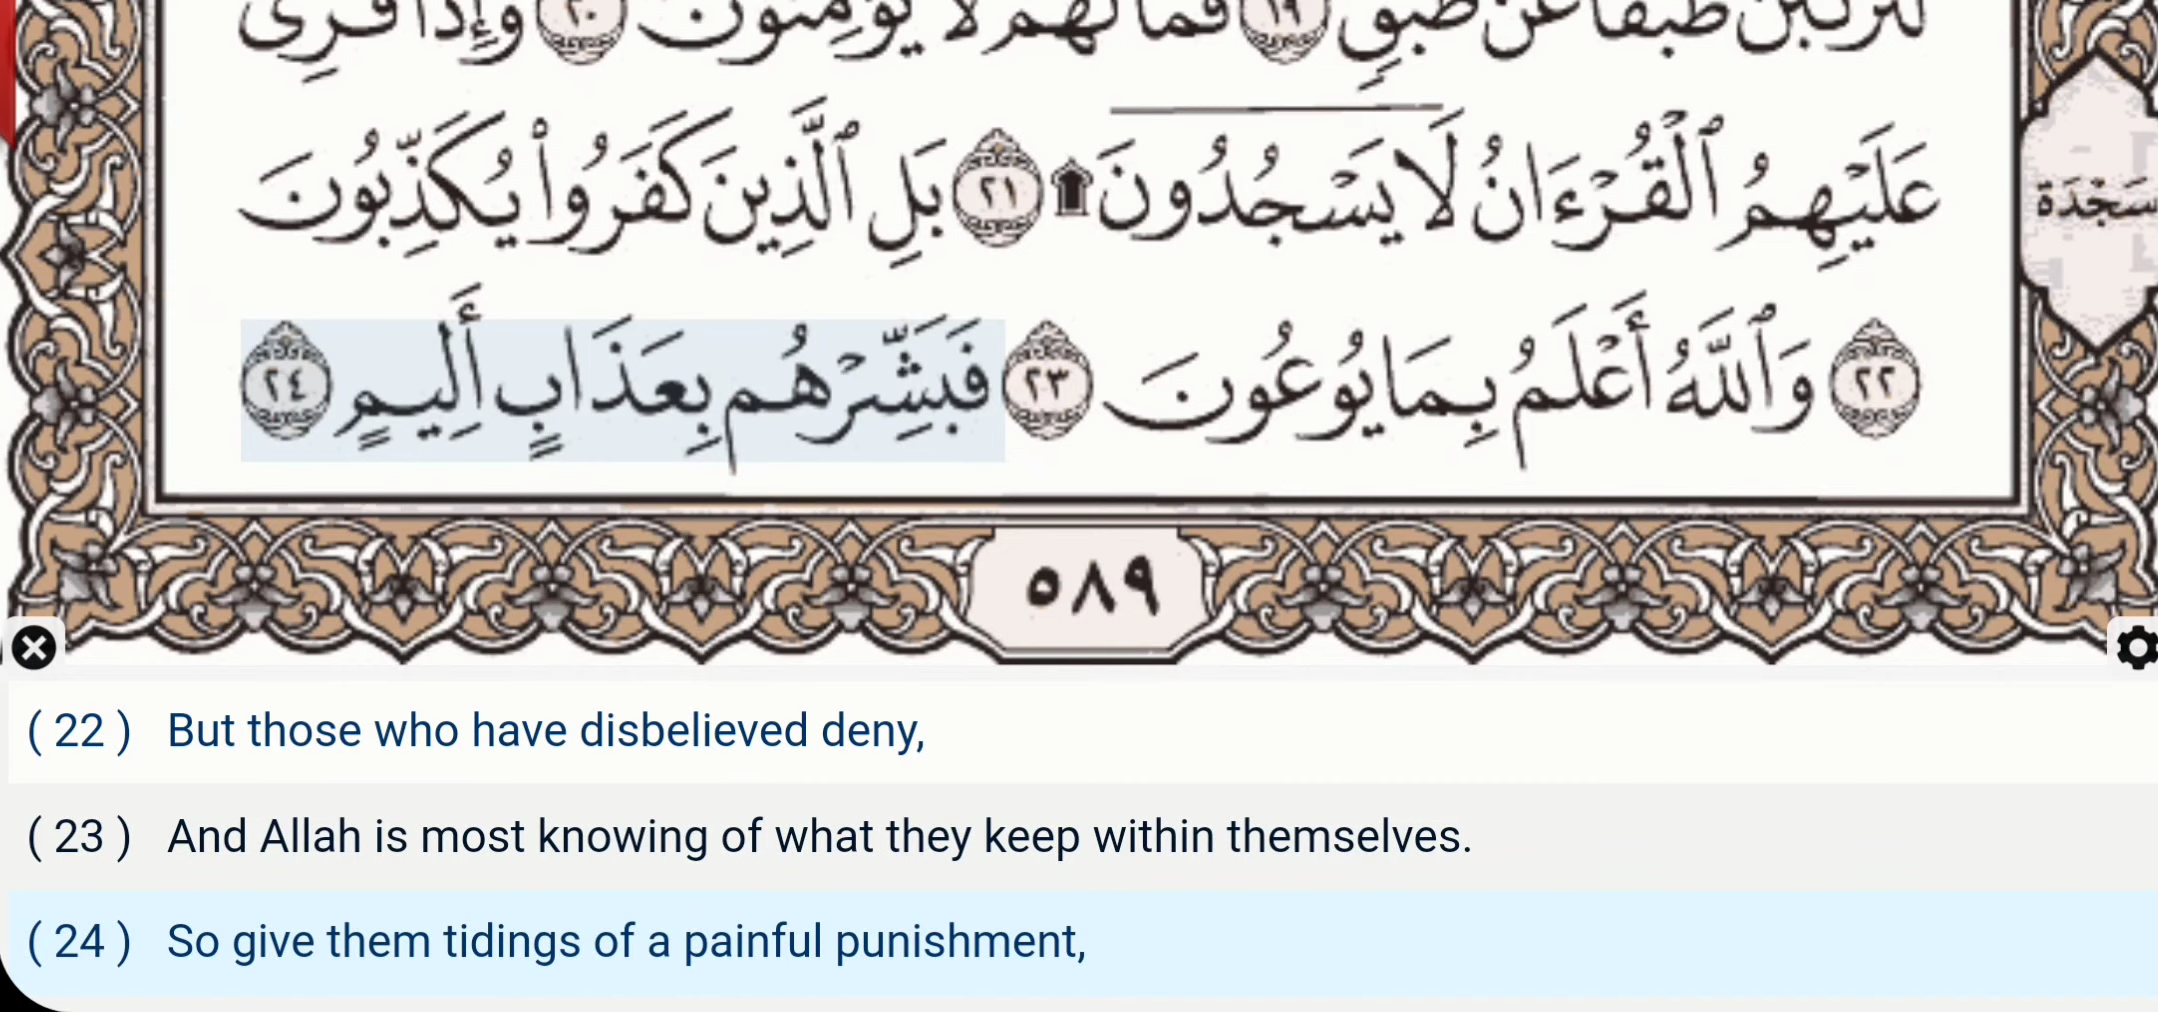 لَتَرْكَبُنَّ طَبَقًا عَن طَبَقٍ ١٩ فَمَا لَهُمْ لَا يُؤْمِنُونَ ٢٠ وَإِذَا قُرِئَ
عَلَيْهِمُ ٱلْقُرْءَانُ لَا يَسْجُدُونَ ۩ ٢١ بَلِ ٱلَّذِينَ كَفَرُوا۟ يُكَذِّبُونَ
سَجْدَة
٢٢ وَٱللَّهُ أَعْلَمُ بِمَا يُوعُونَ ٢٣ فَبَشِّرْهُم بِعَذَابٍ أَلِيمٍ ٢٤
٥٨٩
( 22 ) But those who have disbelieved deny,
( 23 ) And Allah is most knowing of what they keep within themselves.
( 24 ) So give them tidings of a painful punishment,